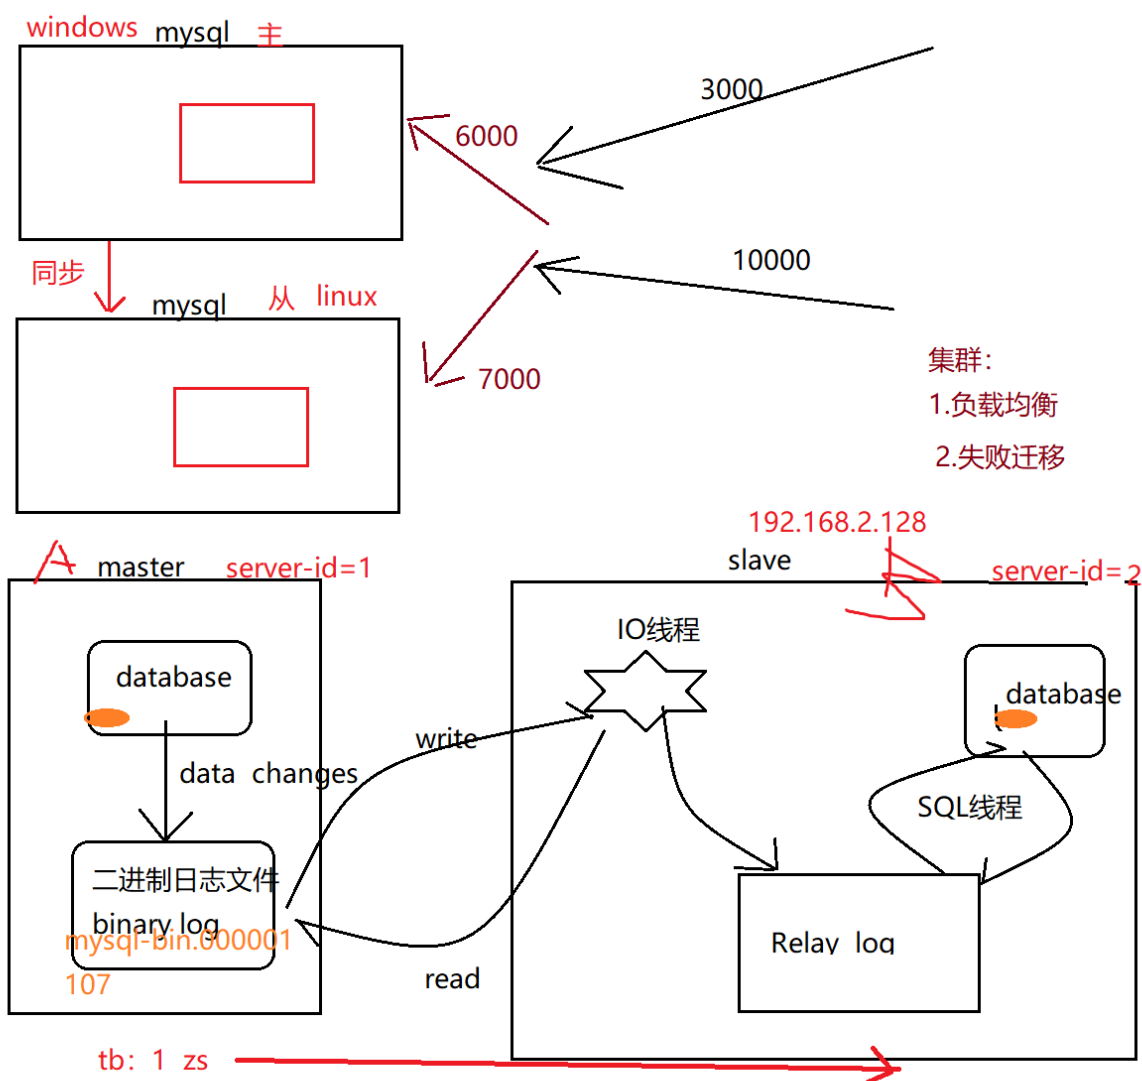 windows mysql 主
3000
6000
同步
10000
mysql 从 linux
7000
集群：
1.负载均衡
2.失败迁移
192.168.2.128
A master server-id=1
slave
server-id=2
IO线程
database
database
write
data changes
SQL线程
二进制日志文件
binary log
mysql-bin.000001
Relay log
read
107
tb：1 zs